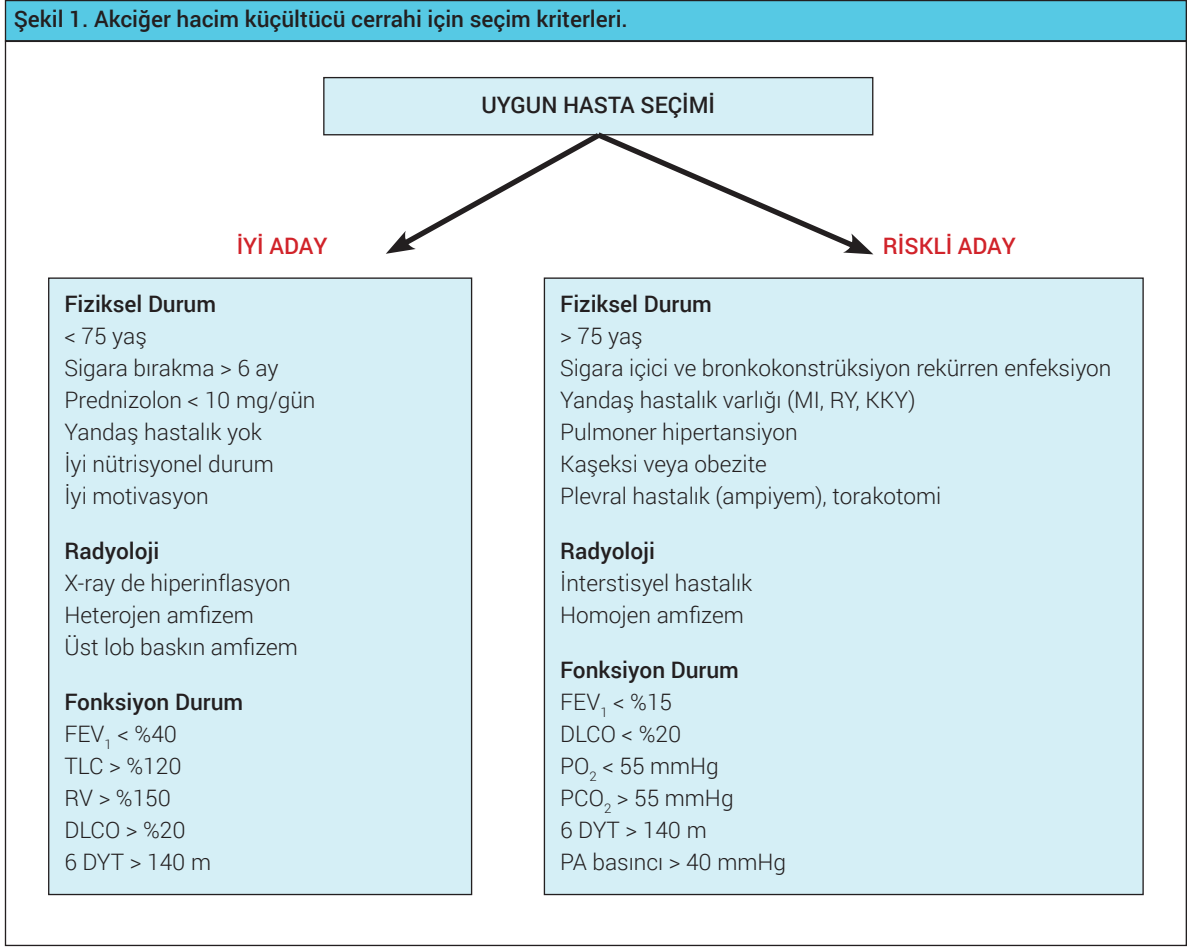 Şekil 1. Akciğer hacim küçültücü cerrahi için seçim kriterleri.
UYGUN HASTA SEÇİMİ
İYİ ADAY
Fiziksel Durum
< 75 yaş
Sigara bırakma > 6 ay
Prednizolon < 10 mg/gün
Yandaş hastalık yok
İyi nütrisyonel durum
İyi motivasyon
Radyoloji
X-ray de hiperinflasyon
Heterojen amfizem
Üst lob baskın amfizem
Fonksiyon Durum
FEV₁ < %40
TLC > %120
RV > %150
DLCO > %20
6 DYT > 140 m
RİSKLİ ADAY
Fiziksel Durum
> 75 yaş
Sigara içici ve bronkokonstrüksiyon rekürren enfeksiyon
Yandaş hastalık varlığı (MI, RY, KKY)
Pulmoner hipertansiyon
Kaşeksi veya obezite
Plevral hastalık (ampiyem), torakotomi
Radyoloji
İnterstisyel hastalık
Homojen amfizem
Fonksiyon Durum
FEV₁ < %15
DLCO < %20
PO₂ < 55 mmHg
PCO₂ > 55 mmHg
6 DYT > 140 m
PA basıncı > 40 mmHg